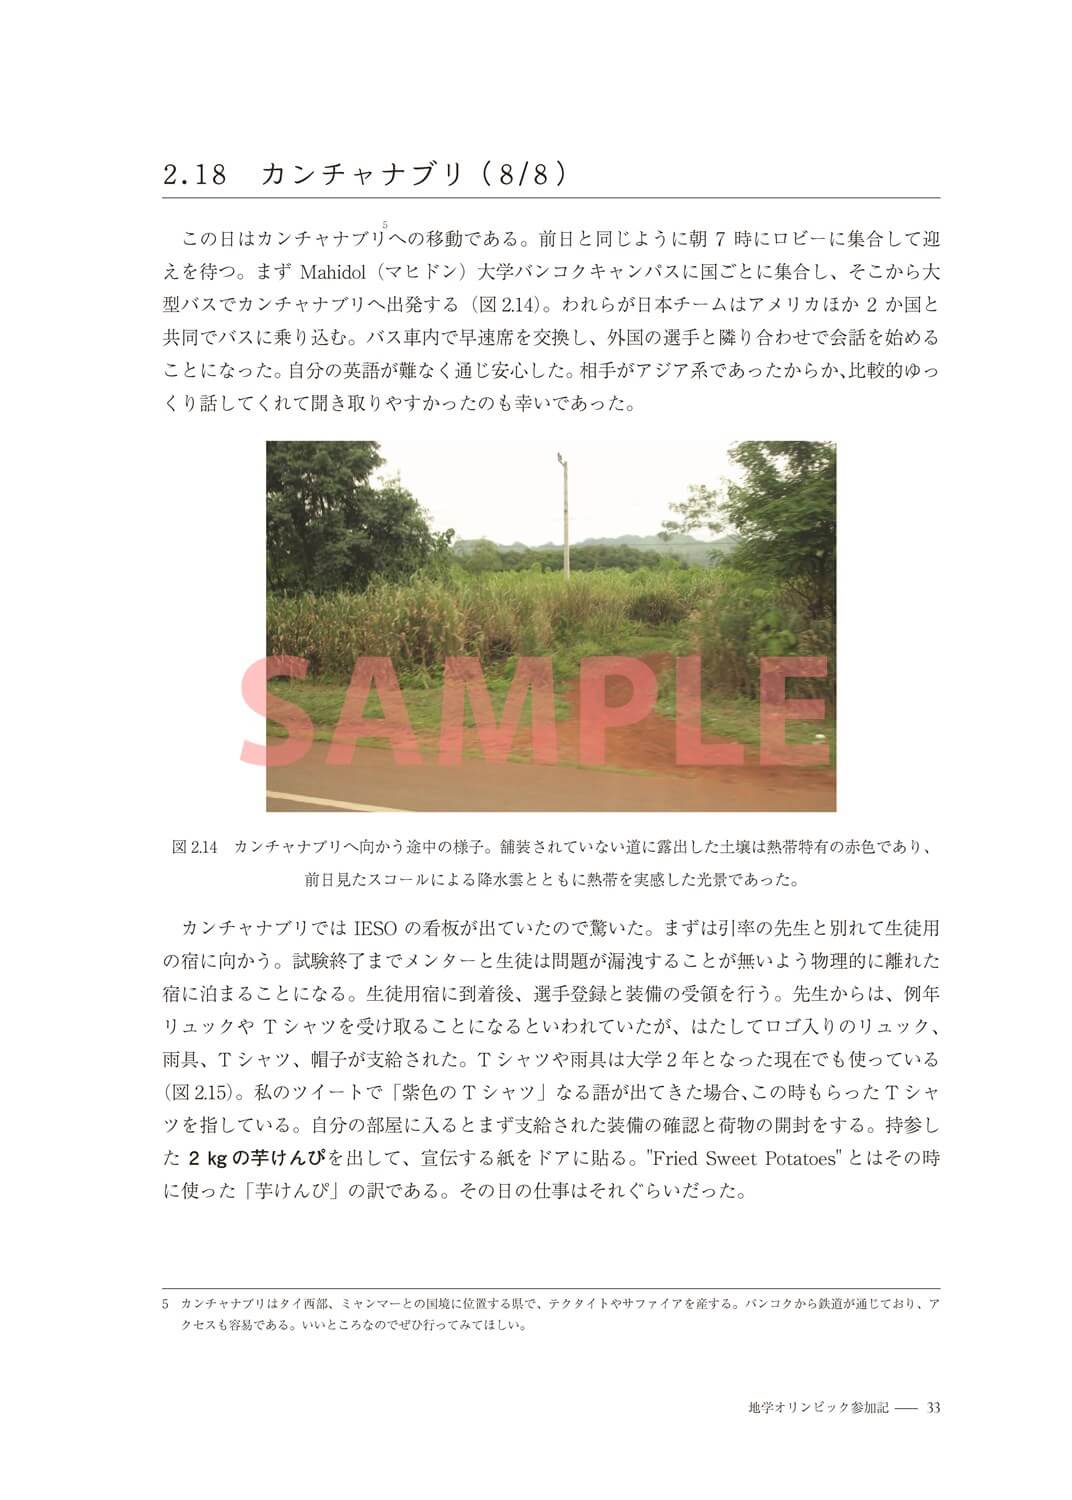 2.18　カンチャナブリ（8/8）
この日はカンチャナブリ5への移動である。前日と同じように朝 7 時にロビーに集合して迎
えを待つ。まず Mahidol（マヒドン）大学バンコクキャンパスに国ごとに集合し、そこから大
型バスでカンチャナブリへ出発する（図2.14）。われらが日本チームはアメリカほか 2 か国と
共同でバスに乗り込む。バス車内で早速席を交換し、外国の選手と隣り合わせで会話を始める
ことになった。自分の英語が難なく通じ安心した。相手がアジア系であったからか、比較的ゆっ
くり話してくれて聞き取りやすかったのも幸いであった。
SAMPLE
図2.14　カンチャナブリへ向かう途中の様子。舗装されていない道に露出した土壌は熱帯特有の赤色であり、
前日見たスコールによる降水雲とともに熱帯を実感した光景であった。
カンチャナブリでは IESO の看板が出ていたので驚いた。まずは引率の先生と別れて生徒用
の宿に向かう。試験終了までメンターと生徒は問題が漏洩することが無いよう物理的に離れた
宿に泊まることになる。生徒用宿に到着後、選手登録と装備の受領を行う。先生からは、例年
リュックや T シャツを受け取ることになるといわれていたが、はたしてロゴ入りのリュック、
雨具、T シャツ、帽子が支給された。T シャツや雨具は大学2年となった現在でも使っている
（図2.15）。私のツイートで「紫色の T シャツ」なる語が出てきた場合、この時もらった T シャ
ツを指している。自分の部屋に入るとまず支給された装備の確認と荷物の開封をする。持参し
た 2 kgの芋けんぴを出して、宣伝する紙をドアに貼る。"Fried Sweet Potatoes" とはその時
に使った「芋けんぴ」の訳である。その日の仕事はそれぐらいだった。
5　カンチャナブリはタイ西部、ミャンマーとの国境に位置する県で、テクタイトやサファイアを産する。バンコクから鉄道が通じており、ア
クセスも容易である。いいところなのでぜひ行ってみてほしい。
地学オリンピック参加記 —— 33